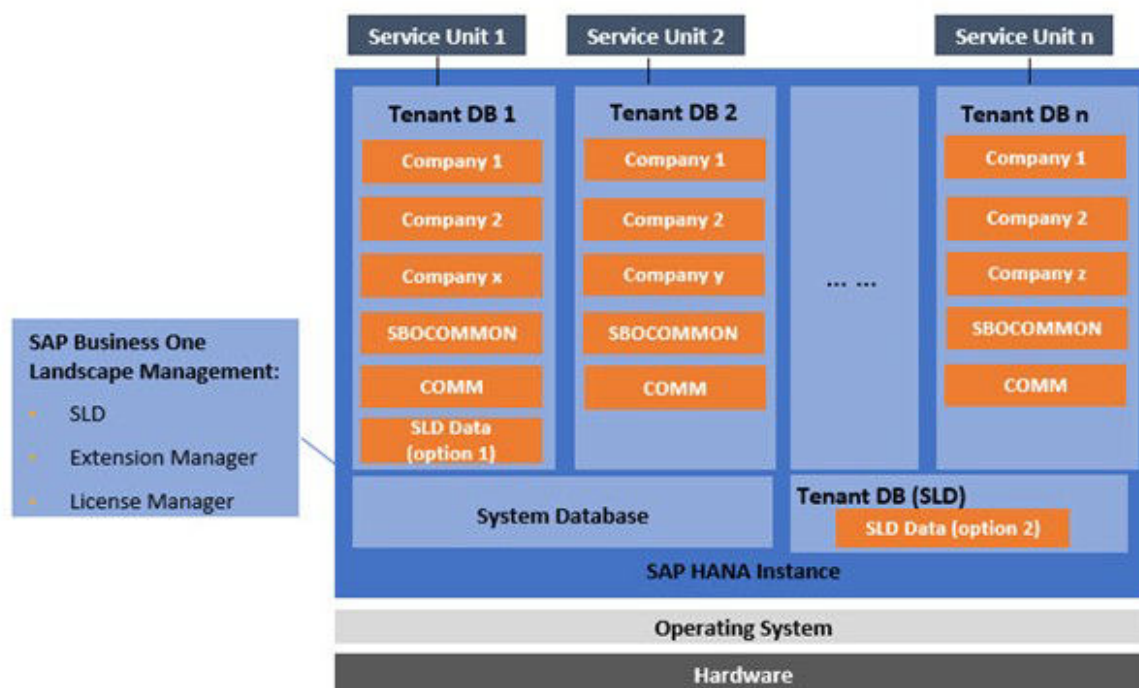 Service Unit 1
Service Unit 2
Service Unit n
Tenant DB 1
Company 1
Company 2
Company x
SBOCOMMON
COMM
SLD Data
(option 1)
Tenant DB 2
Company 1
Company 2
Company y
SBOCOMMON
COMM
... ...
Tenant DB n
Company 1
Company 2
Company z
SBOCOMMON
COMM
SAP Business One
Landscape Management:
SLD
Extension Manager
License Manager
System Database
Tenant DB (SLD)
SLD Data (option 2)
SAP HANA Instance
Operating System
Hardware